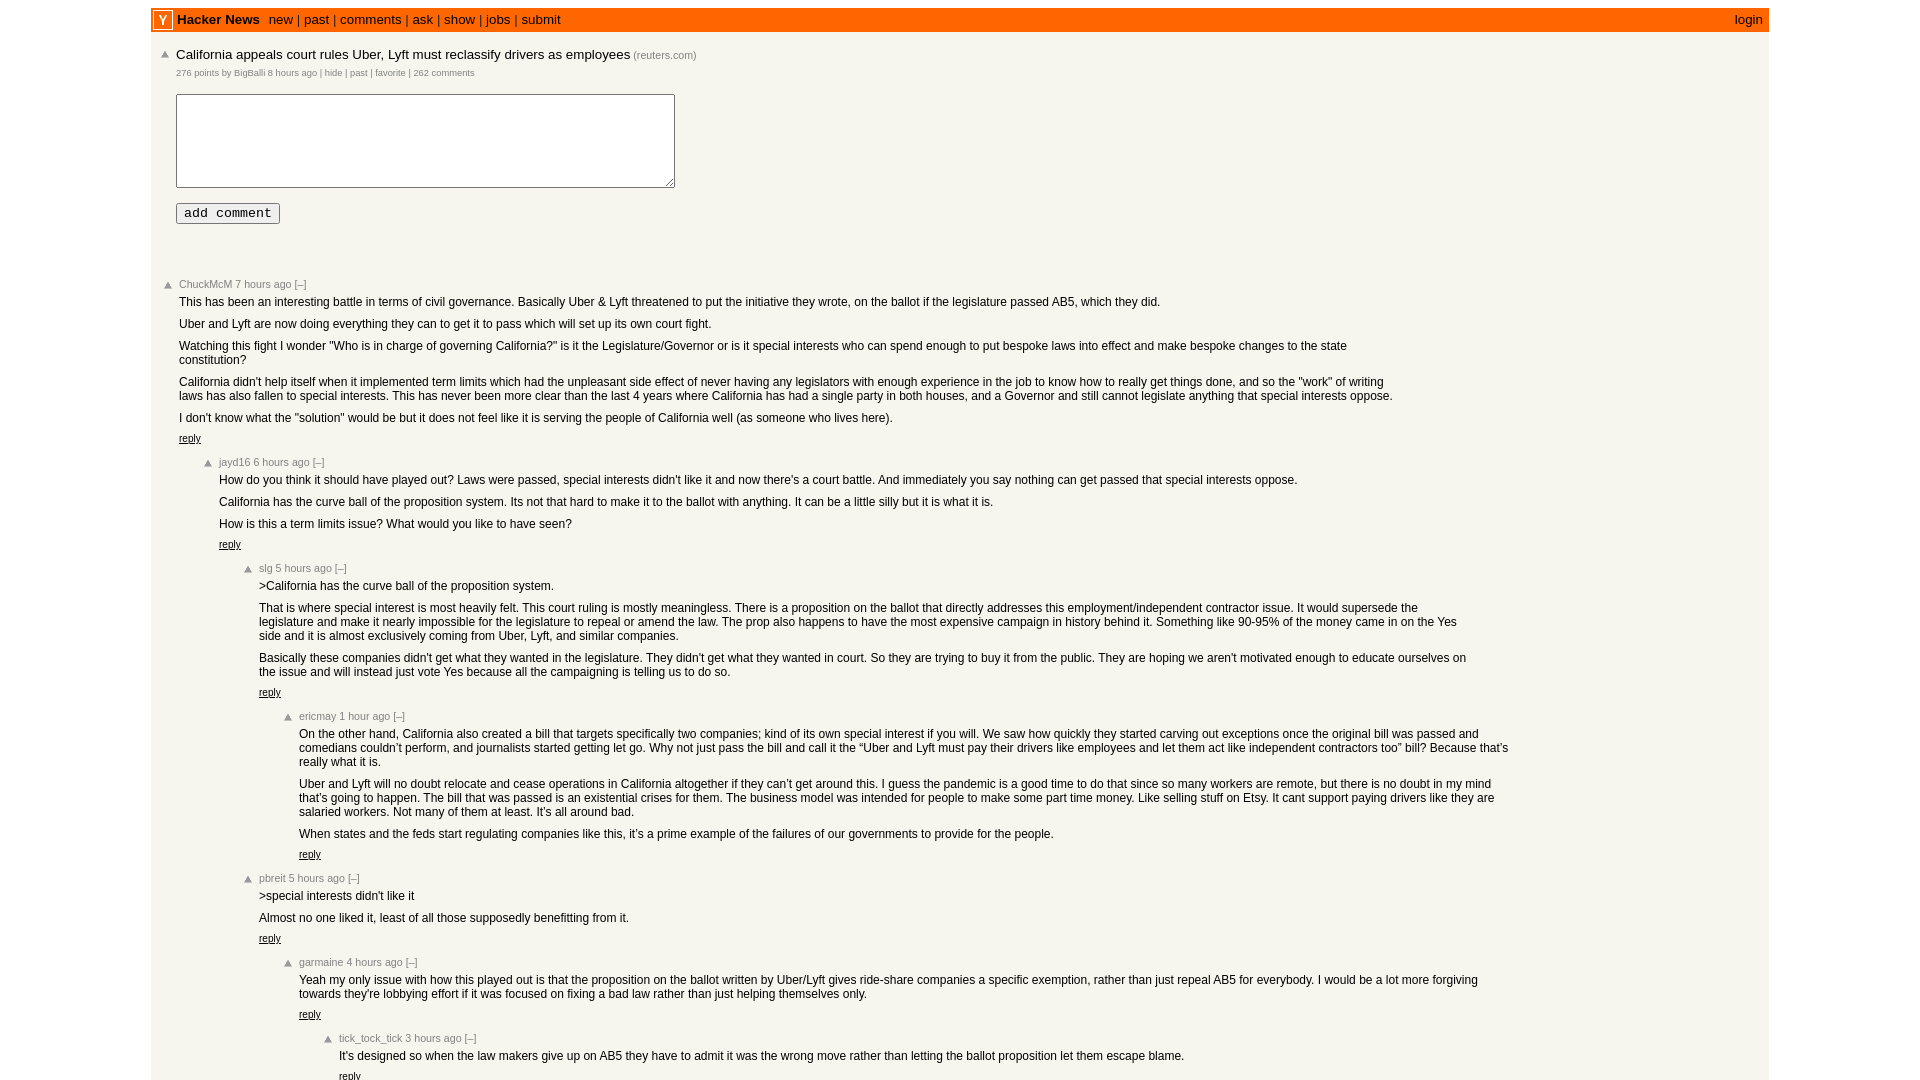 Y Hacker News new | past | comments | ask | show | jobs | submit login
California appeals court rules Uber, Lyft must reclassify drivers as employees (reuters.com)
276 points by BigBalli 8 hours ago | hide | past | favorite | 262 comments
add comment
ChuckMcM 7 hours ago [–]
This has been an interesting battle in terms of civil governance. Basically Uber & Lyft threatened to put the initiative they wrote, on the ballot if the legislature passed AB5, which they did.
Uber and Lyft are now doing everything they can to get it to pass which will set up its own court fight.
Watching this fight I wonder "Who is in charge of governing California?" is it the Legislature/Governor or is it special interests who can spend enough to put bespoke laws into effect and make bespoke changes to the state
constitution?
California didn't help itself when it implemented term limits which had the unpleasant side effect of never having any legislators with enough experience in the job to know how to really get things done, and so the "work" of writing
laws has also fallen to special interests. This has never been more clear than the last 4 years where California has had a single party in both houses, and a Governor and still cannot legislate anything that special interests oppose.
I don't know what the "solution" would be but it does not feel like it is serving the people of California well (as someone who lives here).
reply
jayd16 6 hours ago [–]
How do you think it should have played out? Laws were passed, special interests didn't like it and now there's a court battle. And immediately you say nothing can get passed that special interests oppose.
California has the curve ball of the proposition system. Its not that hard to make it to the ballot with anything. It can be a little silly but it is what it is.
How is this a term limits issue? What would you like to have seen?
reply
slg 5 hours ago [–]
>California has the curve ball of the proposition system.
That is where special interest is most heavily felt. This court ruling is mostly meaningless. There is a proposition on the ballot that directly addresses this employment/independent contractor issue. It would supersede the
legislature and make it nearly impossible for the legislature to repeal or amend the law. The prop also happens to have the most expensive campaign in history behind it. Something like 90-95% of the money came in on the Yes
side and it is almost exclusively coming from Uber, Lyft, and similar companies.
Basically these companies didn't get what they wanted in the legislature. They didn't get what they wanted in court. So they are trying to buy it from the public. They are hoping we aren't motivated enough to educate ourselves on
the issue and will instead just vote Yes because all the campaigning is telling us to do so.
reply
ericmay 1 hour ago [–]
On the other hand, California also created a bill that targets specifically two companies; kind of its own special interest if you will. We saw how quickly they started carving out exceptions once the original bill was passed and
comedians couldn’t perform, and journalists started getting let go. Why not just pass the bill and call it the “Uber and Lyft must pay their drivers like employees and let them act like independent contractors too” bill? Because that’s
really what it is.
Uber and Lyft will no doubt relocate and cease operations in California altogether if they can’t get around this. I guess the pandemic is a good time to do that since so many workers are remote, but there is no doubt in my mind
that’s going to happen. The bill that was passed is an existential crises for them. The business model was intended for people to make some part time money. Like selling stuff on Etsy. It cant support paying drivers like they are
salaried workers. Not many of them at least. It’s all around bad.
When states and the feds start regulating companies like this, it’s a prime example of the failures of our governments to provide for the people.
reply
pbreit 5 hours ago [–]
>special interests didn't like it
Almost no one liked it, least of all those supposedly benefitting from it.
reply
garmaine 4 hours ago [–]
Yeah my only issue with how this played out is that the proposition on the ballot written by Uber/Lyft gives ride-share companies a specific exemption, rather than just repeal AB5 for everybody. I would be a lot more forgiving
towards they're lobbying effort if it was focused on fixing a bad law rather than just helping themselves only.
reply
tick_tock_tick 3 hours ago [–]
It's designed so when the law makers give up on AB5 they have to admit it was the wrong move rather than letting the ballot proposition let them escape blame.
reply